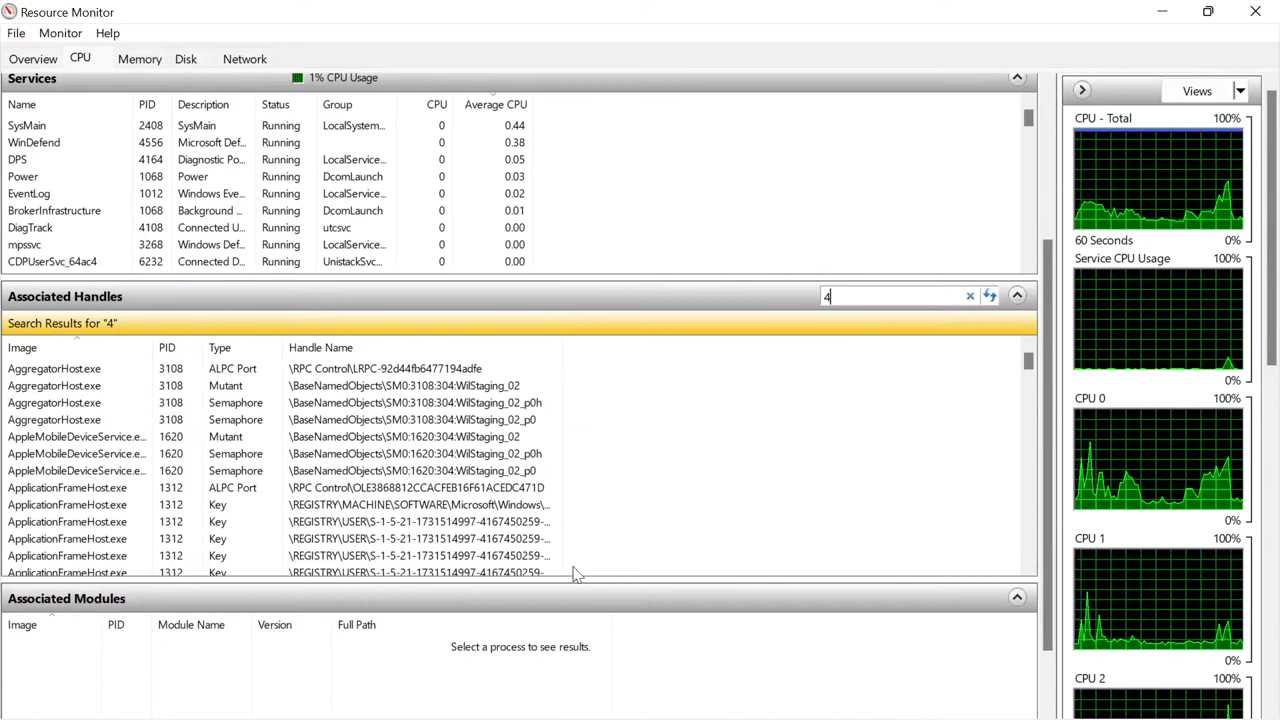 Resource Monitor
File Monitor Help
Overview CPU Memory Disk Network
Services 1% CPU Usage
Name PID Description Status Group CPU Average CPU
SysMain 2408 SysMain Running LocalSystem... 0 0.44
WinDefend 4556 Microsoft Def... Running 0 0.38
DPS 4164 Diagnostic Po... Running LocalService... 0 0.05
Power 1068 Power Running DcomLaunch 0 0.03
EventLog 1012 Windows Eve... Running LocalService... 0 0.02
BrokerInfrastructure 1068 Background ... Running DcomLaunch 0 0.01
DiagTrack 4108 Connected U... Running utcsvc 0 0.00
mpssvc 3268 Windows Def... Running LocalService... 0 0.00
CDPUserSvc_64ac4 6232 Connected D... Running UnistackSvc... 0 0.00
Associated Handles 4
Search Results for "4"
Image PID Type Handle Name
AggregatorHost.exe 3108 ALPC Port \RPC Control\LRPC-92d44fb6477194adfe
AggregatorHost.exe 3108 Mutant \BaseNamedObjects\SM0:3108:304:WilStaging_02
AggregatorHost.exe 3108 Semaphore \BaseNamedObjects\SM0:3108:304:WilStaging_02_p0h
AggregatorHost.exe 3108 Semaphore \BaseNamedObjects\SM0:3108:304:WilStaging_02_p0
AppleMobileDeviceService.e... 1620 Mutant \BaseNamedObjects\SM0:1620:304:WilStaging_02
AppleMobileDeviceService.e... 1620 Semaphore \BaseNamedObjects\SM0:1620:304:WilStaging_02_p0h
AppleMobileDeviceService.e... 1620 Semaphore \BaseNamedObjects\SM0:1620:304:WilStaging_02_p0
ApplicationFrameHost.exe 1312 ALPC Port \RPC Control\OLE3868812CCACFEB16F61ACEDC471D
ApplicationFrameHost.exe 1312 Key \REGISTRY\MACHINE\SOFTWARE\Microsoft\Windows\...
ApplicationFrameHost.exe 1312 Key \REGISTRY\USER\S-1-5-21-1731514997-4167450259-...
ApplicationFrameHost.exe 1312 Key \REGISTRY\USER\S-1-5-21-1731514997-4167450259-...
ApplicationFrameHost.exe 1312 Key \REGISTRY\USER\S-1-5-21-1731514997-4167450259-...
ApplicationFrameHost.exe 1312 Key \REGISTRY\USER\S-1-5-21-1731514997-4167450259-
Associated Modules
Image PID Module Name Version Full Path
Select a process to see results.
Views
CPU - Total 100%
60 Seconds 0%
Service CPU Usage 100%
0%
CPU 0 100%
0%
CPU 1 100%
0%
CPU 2 100%